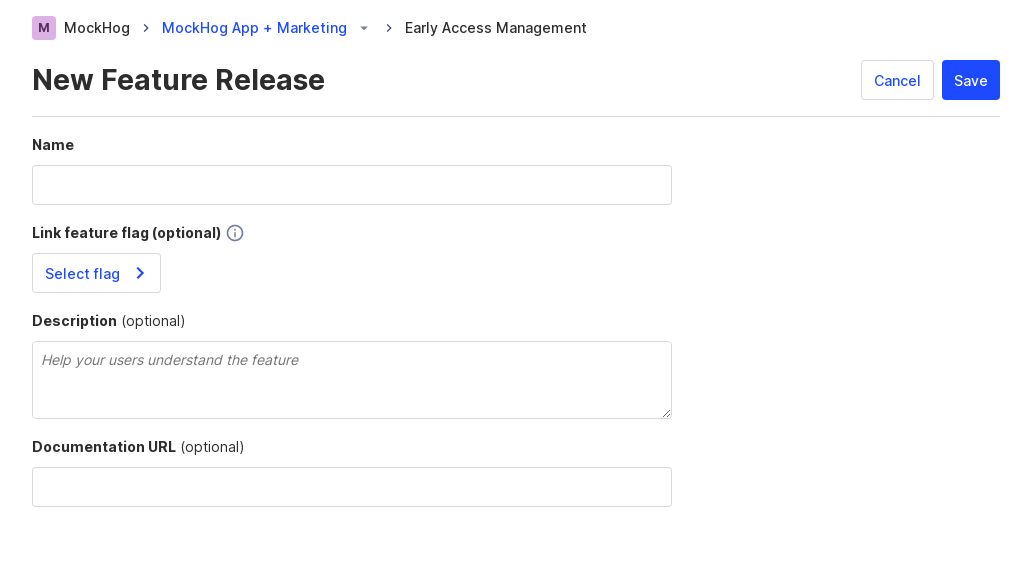 M MockHog MockHog App + Marketing Early Access Management
New Feature Release
Cancel Save
Name
Link feature flag (optional)
Select flag
Description (optional)
Help your users understand the feature
Documentation URL (optional)